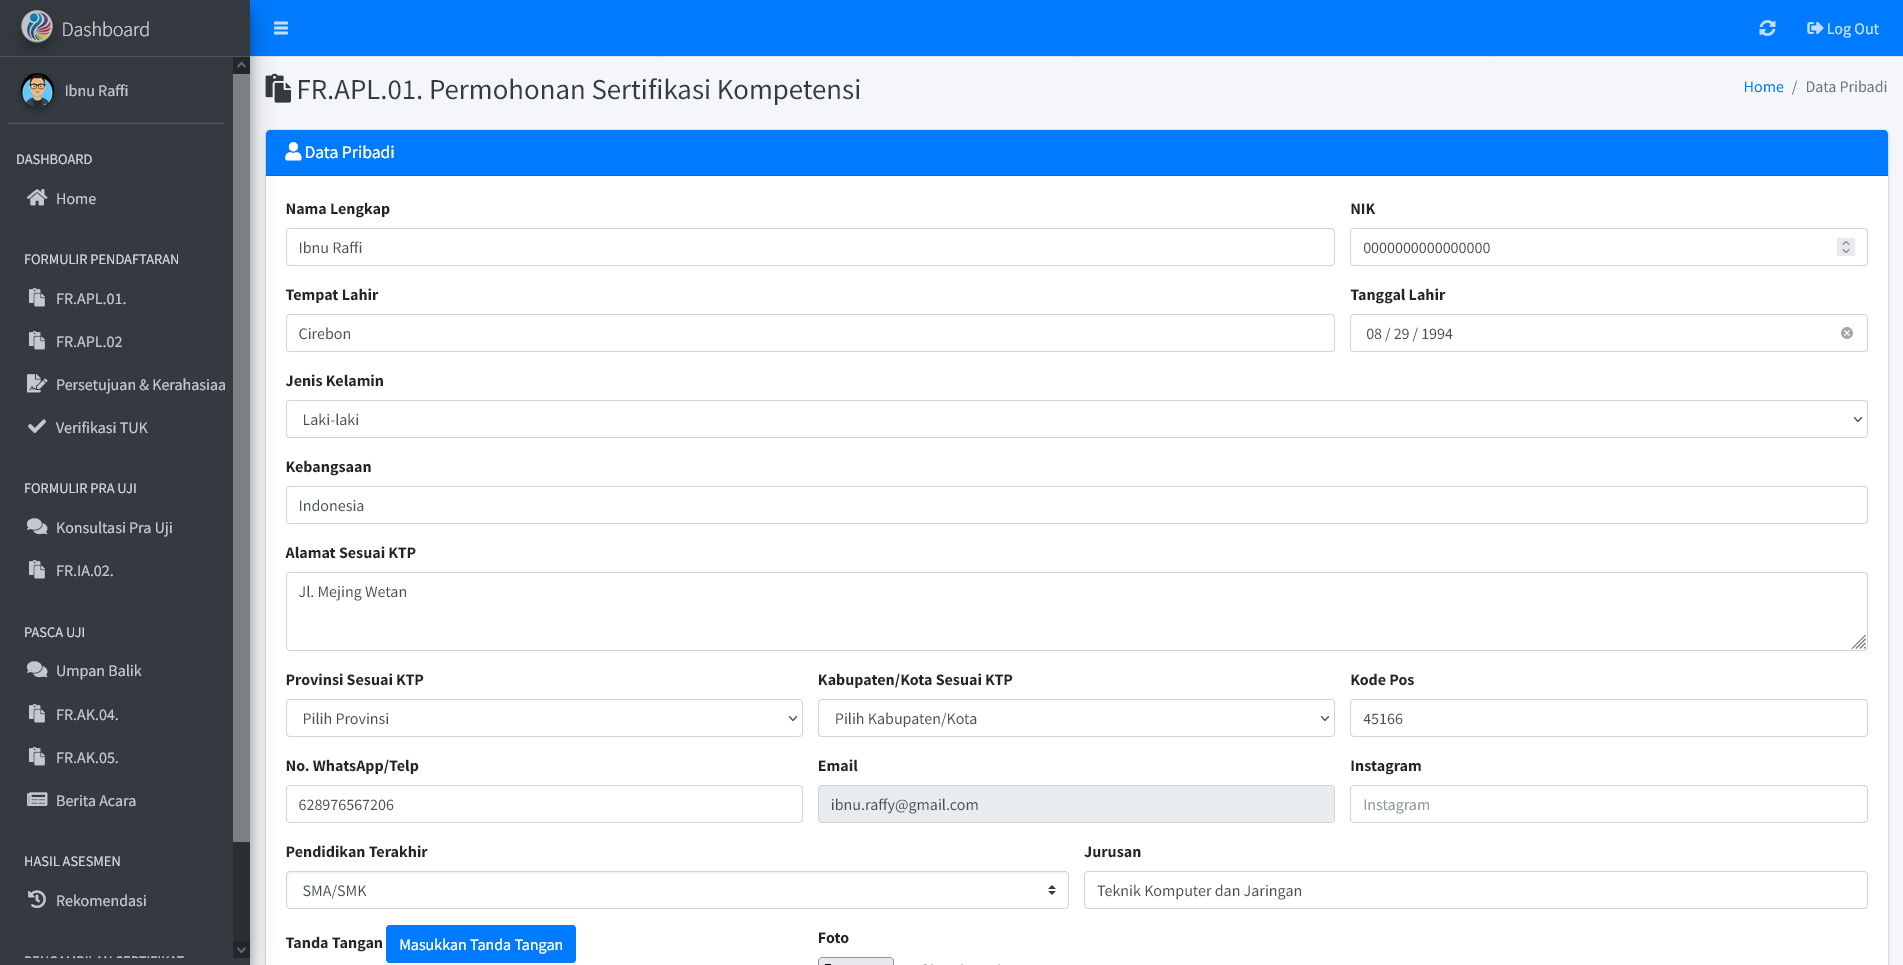 Dashboard
Log Out
Ibnu Raffi
DASHBOARD
Home
FORMULIR PENDAFTARAN
FR.APL.01.
FR.APL.02
Persetujuan & Kerahasiaa
Verifikasi TUK
FORMULIR PRA UJI
Konsultasi Pra Uji
FR.IA.02.
PASCA UJI
Umpan Balik
FR.AK.04.
FR.AK.05.
Berita Acara
HASIL ASESMEN
Rekomendasi
PENGAMBILAN SERTIFIKAT
FR.APL.01. Permohonan Sertifikasi Kompetensi
Home / Data Pribadi
Data Pribadi
Nama Lengkap
NIK
Ibnu Raffi
0000000000000000
Tempat Lahir
Tanggal Lahir
Cirebon
08 / 29 / 1994
Jenis Kelamin
Laki-laki
Kebangsaan
Indonesia
Alamat Sesuai KTP
Jl. Mejing Wetan
Provinsi Sesuai KTP
Kabupaten/Kota Sesuai KTP
Kode Pos
Pilih Provinsi
Pilih Kabupaten/Kota
45166
No. WhatsApp/Telp
Email
Instagram
628976567206
ibnu.raffy@gmail.com
Instagram
Pendidikan Terakhir
Jurusan
SMA/SMK
Teknik Komputer dan Jaringan
Tanda Tangan
Masukkan Tanda Tangan
Foto